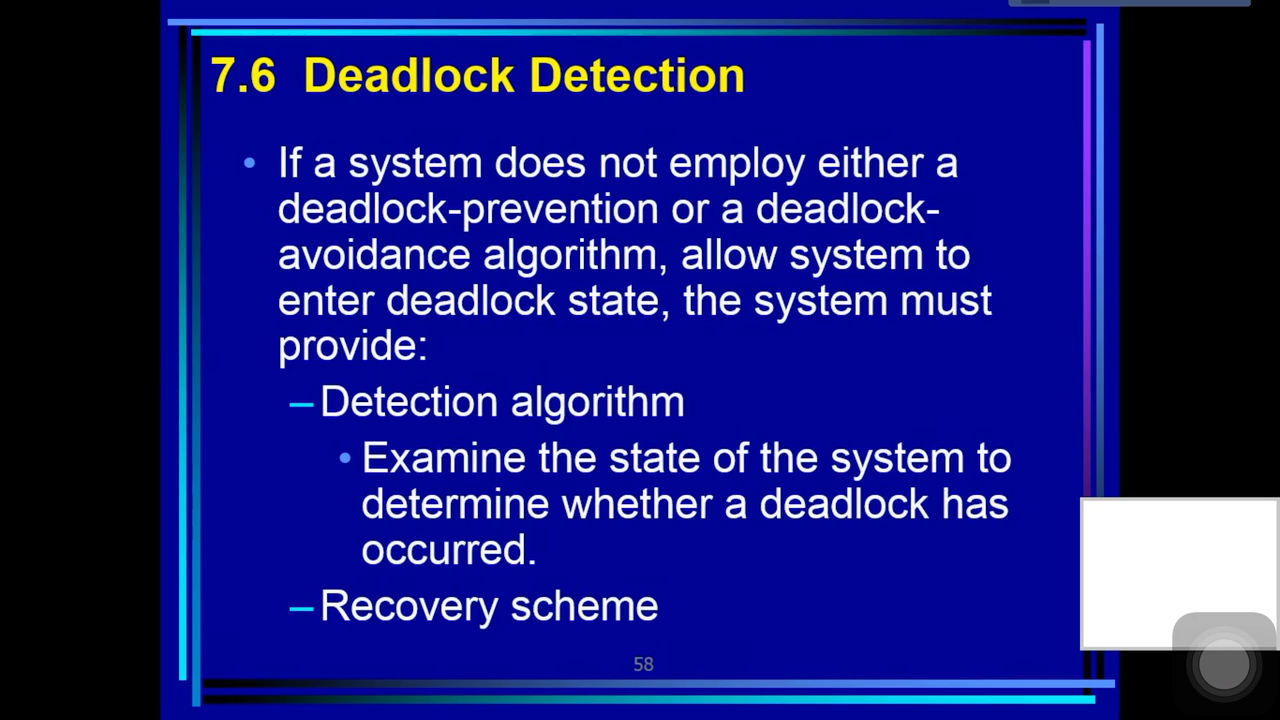 7.6 Deadlock Detection
• If a system does not employ either a
deadlock-prevention or a deadlock-
avoidance algorithm, allow system to
enter deadlock state, the system must
provide:
– Detection algorithm
• Examine the state of the system to
determine whether a deadlock has
occurred.
– Recovery scheme
58